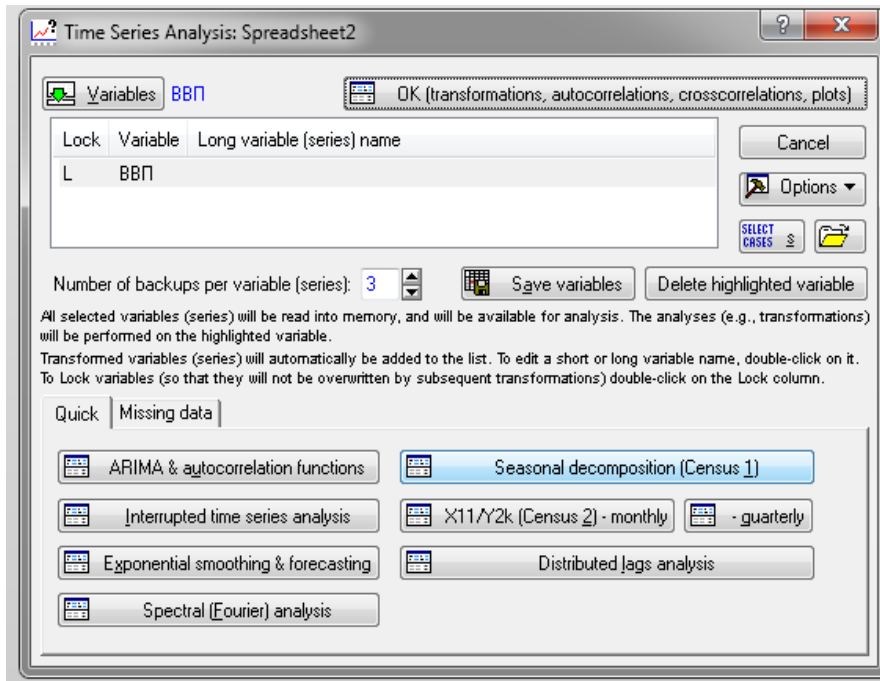 Time Series Analysis: Spreadsheet2
? X
Variables ВВП
OK (transformations, autocorrelations, crosscorrelations, plots)
Lock Variable Long variable (series) name
L ВВП
Cancel
Options
SELECT
CASES S
Number of backups per variable (series): 3
Save variables
Delete highlighted variable
All selected variables (series) will be read into memory, and will be available for analysis. The analyses (e.g., transformations)
will be performed on the highlighted variable.
Transformed variables (series) will automatically be added to the list. To edit a short or long variable name, double-click on it.
To Lock variables (so that they will not be overwritten by subsequent transformations) double-click on the Lock column.
Quick Missing data
ARIMA & autocorrelation functions
Seasonal decomposition (Census 1)
Interrupted time series analysis
X11/Y2k (Census 2) - monthly
- quarterly
Exponential smoothing & forecasting
Distributed lags analysis
Spectral (Fourier) analysis